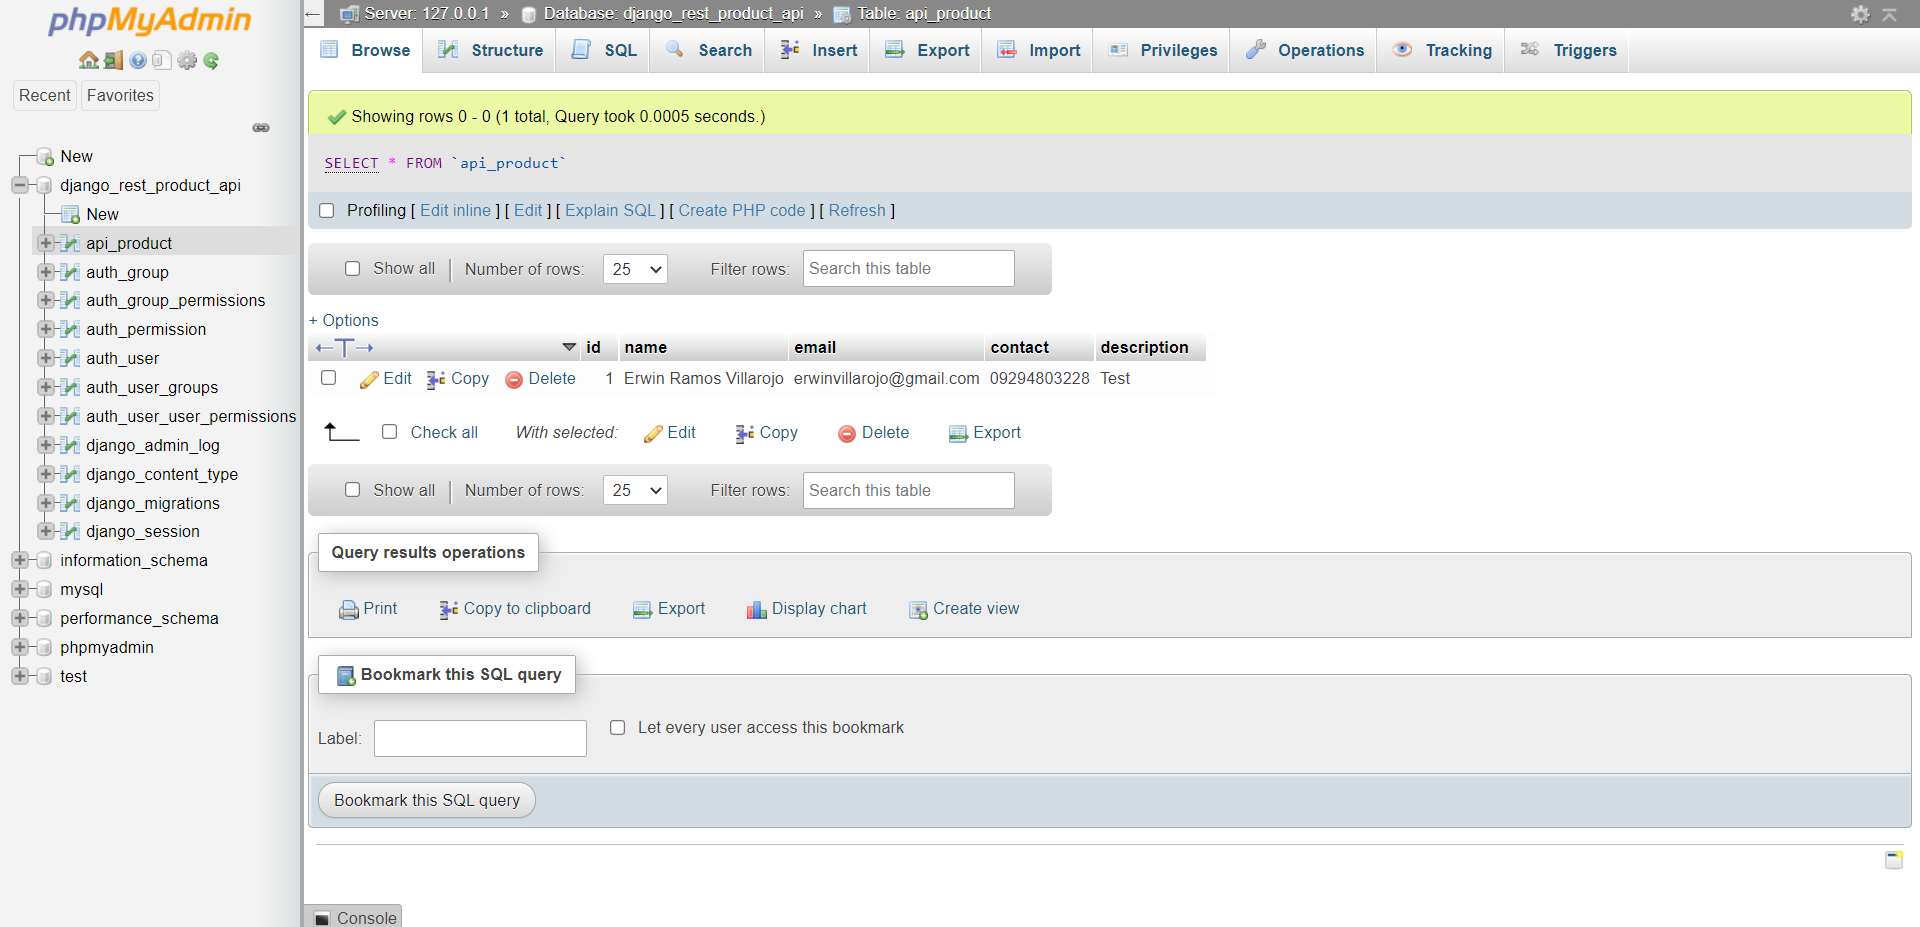 phpMyAdmin
Recent
Favorites
New
django_rest_product_api
New
api_product
auth_group
auth_group_permissions
auth_permission
auth_user
auth_user_groups
auth_user_user_permissions
django_admin_log
django_content_type
django_migrations
django_session
information_schema
mysql
performance_schema
phpmyadmin
test
Server: 127.0.0.1 » Database: django_rest_product_api » Table: api_product
Browse Structure SQL Search Insert Export Import Privileges Operations Tracking Triggers
Showing rows 0 - 0 (1 total, Query took 0.0005 seconds.)
SELECT * FROM `api_product`
Profiling [ Edit inline ] [ Edit ] [ Explain SQL ] [ Create PHP code ] [ Refresh ]
Show all Number of rows: 25 Filter rows: Search this table
+ Options
id name email contact description
Edit Copy Delete 1 Erwin Ramos Villarojo erwinvillarojo@gmail.com 09294803228 Test
Check all With selected: Edit Copy Delete Export
Show all Number of rows: 25 Filter rows: Search this table
Query results operations
Print Copy to clipboard Export Display chart Create view
Bookmark this SQL query
Label: Let every user access this bookmark
Bookmark this SQL query
Console